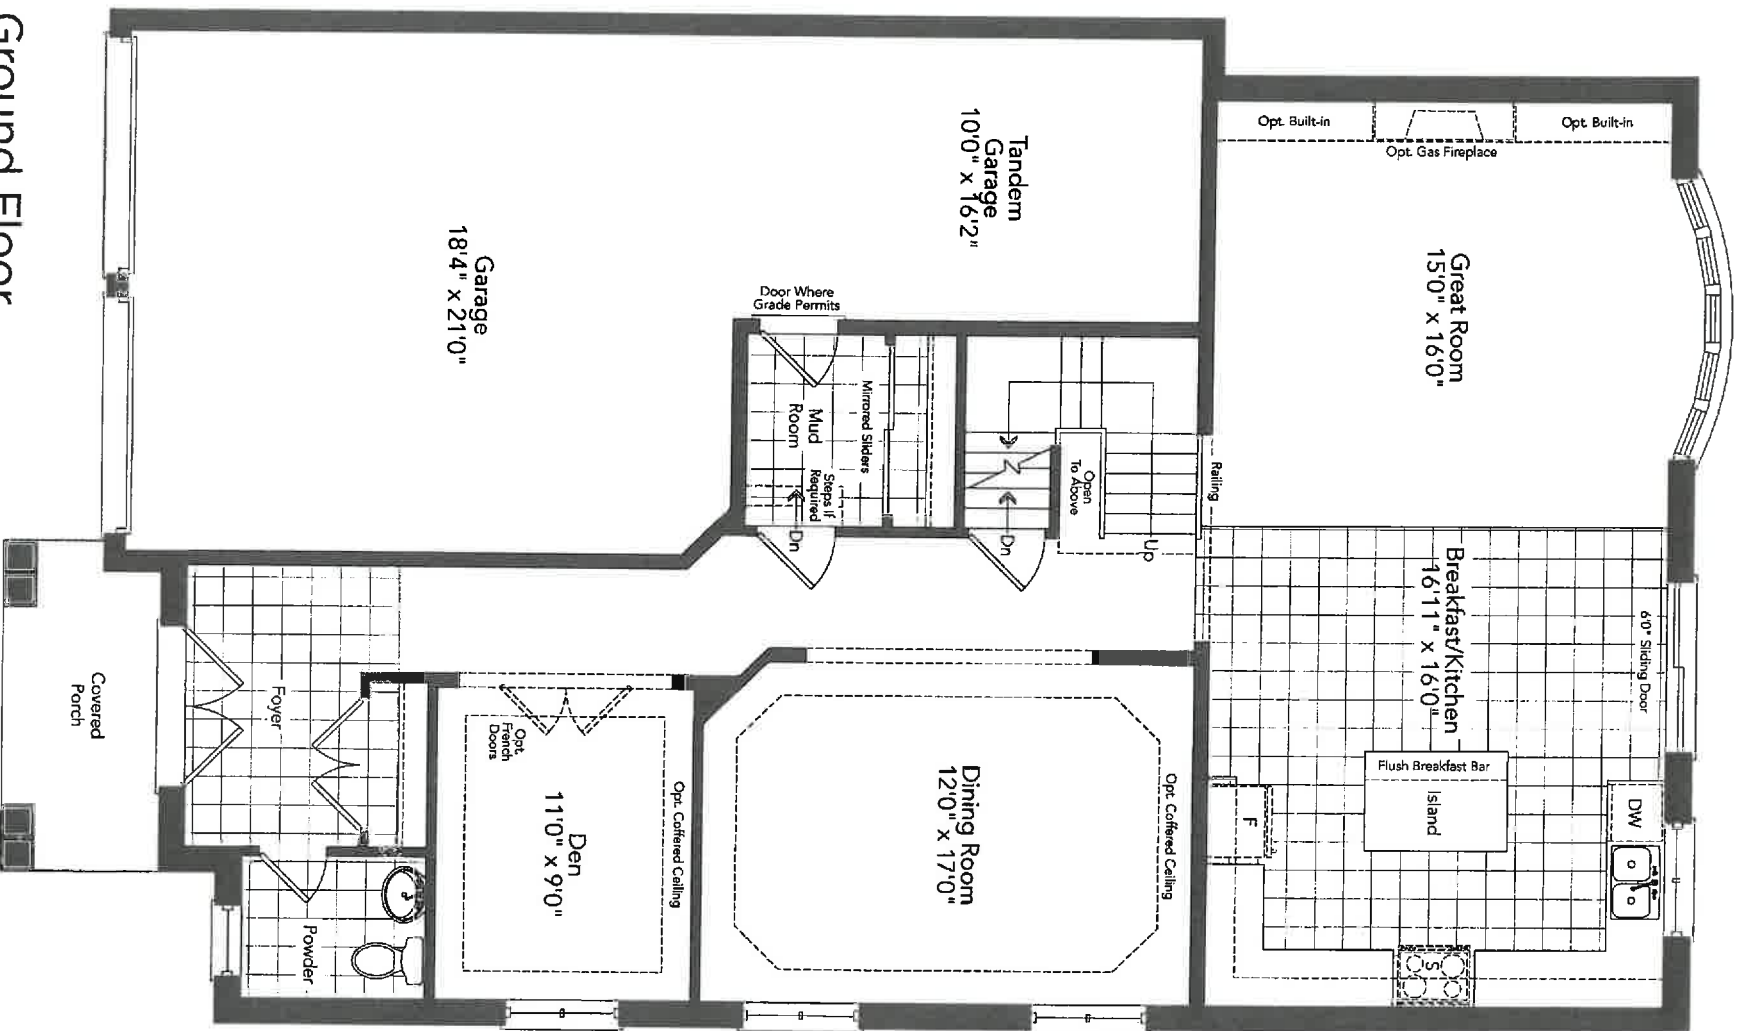 Ground Floor
Opt. Built-in
Opt. Gas Fireplace
Opt. Built-in
Great Room
15'0" x 16'0"
Tandem
Garage
10'0" x 16'2"
Garage
18'4" x 21'0"
Door Where
Grade Permits
Mirrored Sliders
Mud
Room
Steps If
Required
Dn
Dn
Open
To Above
Up
Railing
Breakfast/Kitchen
16'11" x 16'0"
6'0" Sliding Door
Flush Breakfast Bar
Island
DW
F
S
Opt. Coffered Ceiling
Dining Room
12'0" x 17'0"
Opt. Coffered Ceiling
Den
11'0" x 9'0"
Opt.
French
Doors
Foyer
Powder
Covered
Porch